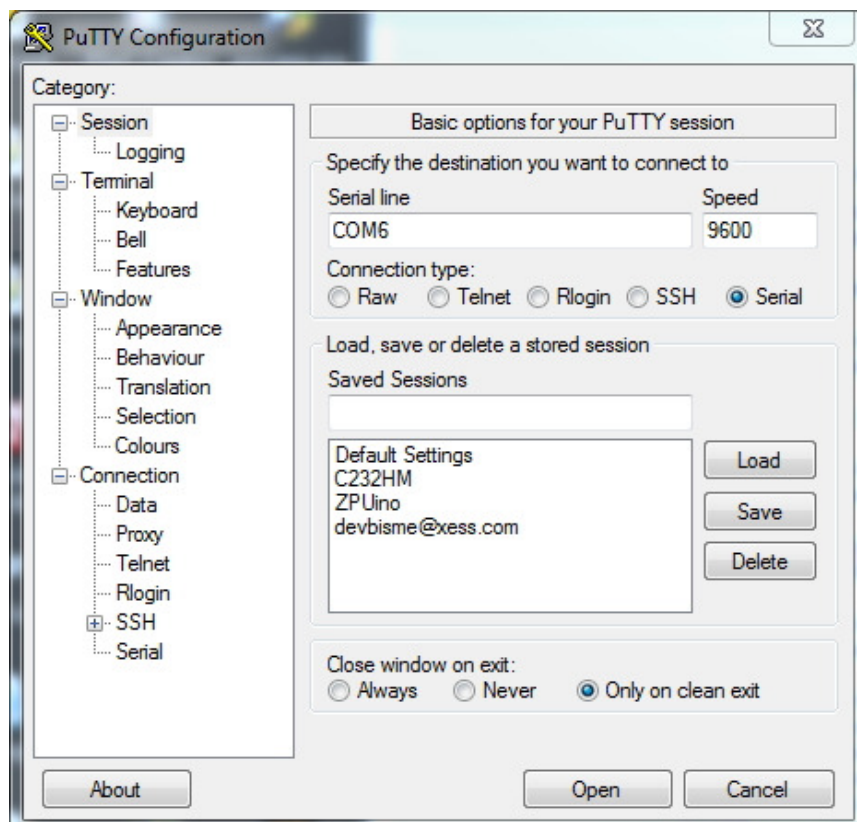 PuTTY Configuration
Category:
Session
Logging
Terminal
Keyboard
Bell
Features
Window
Appearance
Behaviour
Translation
Selection
Colours
Connection
Data
Proxy
Telnet
Rlogin
SSH
Serial
Basic options for your PuTTY session
Specify the destination you want to connect to
Serial line Speed
COM6 9600
Connection type:
Raw Telnet Rlogin SSH Serial
Load, save or delete a stored session
Saved Sessions
Default Settings
C232HM
ZPUino
devbisme@xess.com
Load
Save
Delete
Close window on exit:
Always Never Only on clean exit
About Open Cancel